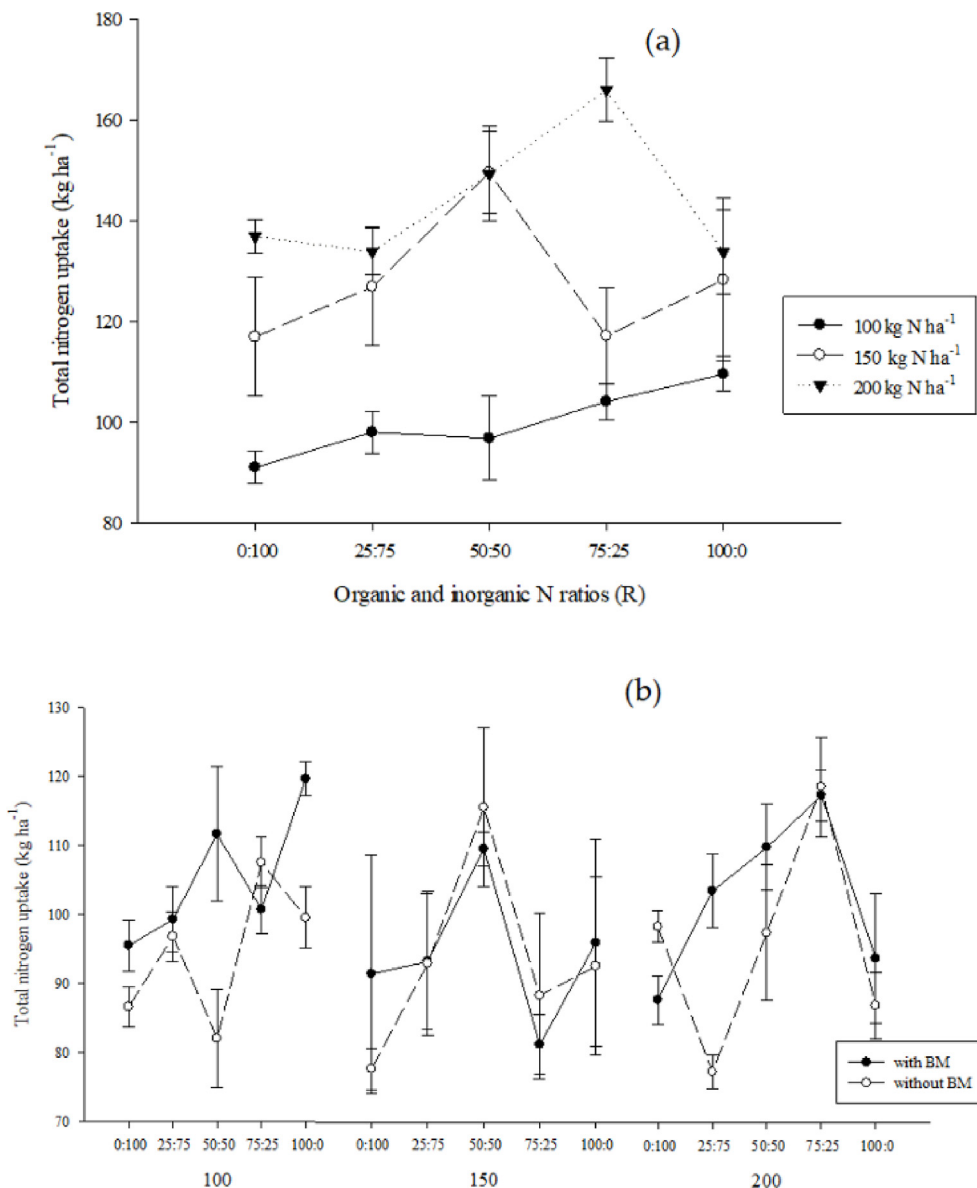 (a)
Total nitrogen uptake (kg ha⁻¹)
180
160
140
120
100
80
0:100 25:75 50:50 75:25 100:0
Organic and inorganic N ratios (R)
100 kg N ha⁻¹
150 kg N ha⁻¹
200 kg N ha⁻¹
(b)
Total nitrogen uptake (kg ha⁻¹)
130
120
110
100
90
80
70
with BM
without BM
0:100 25:75 50:50 75:25 100:0 0:100 25:75 50:50 75:25 100:0 0:100 25:75 50:50 75:25 100:0
100 150 200